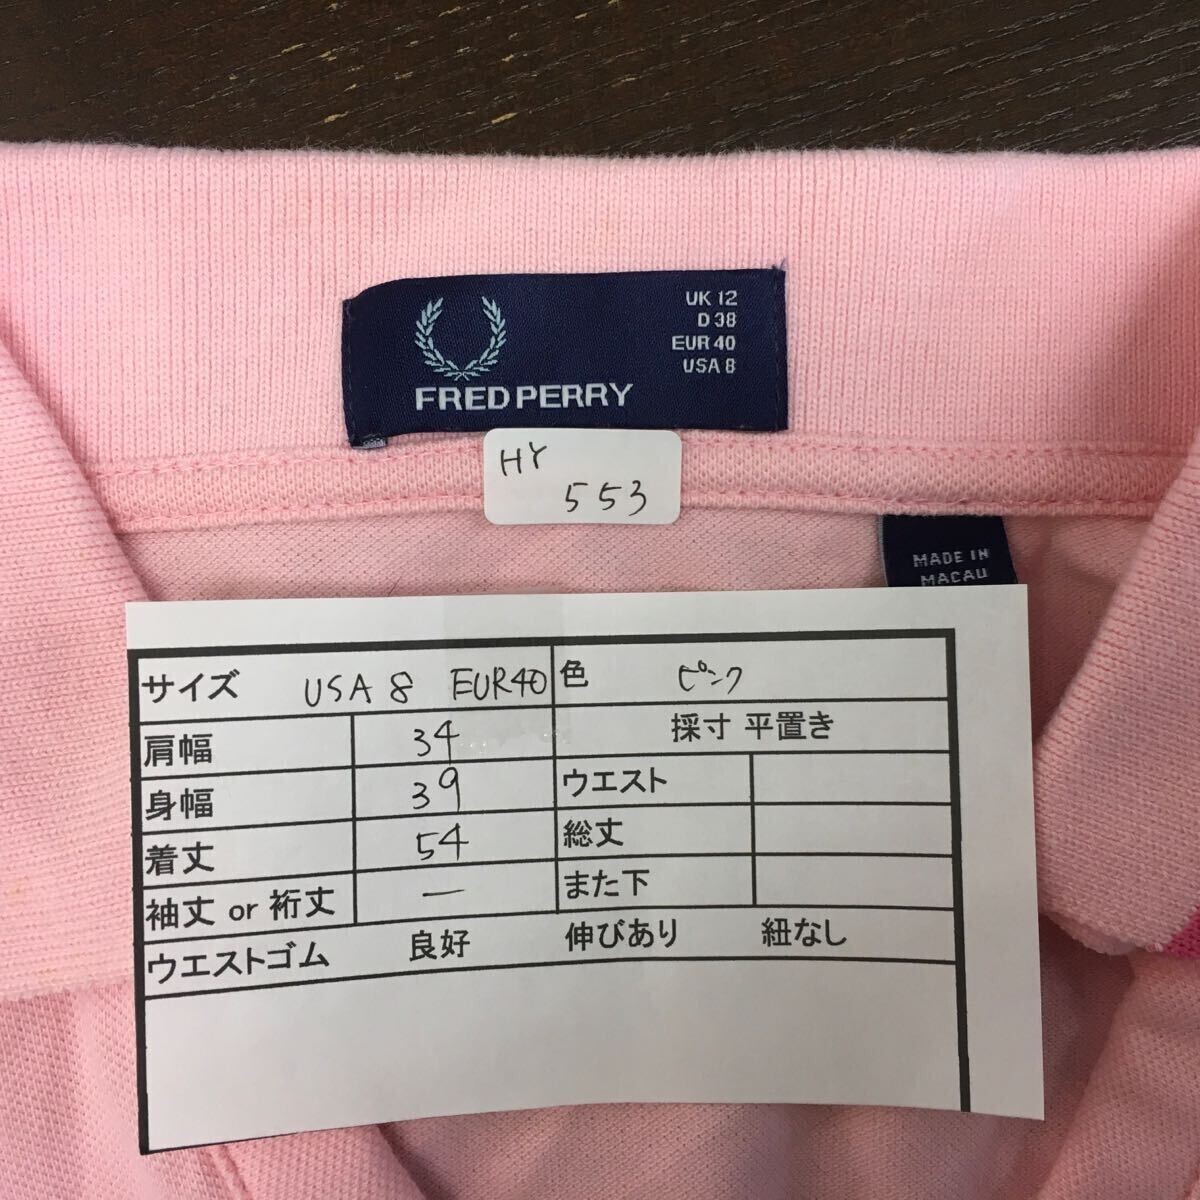 UK 12
D 38
EUR 40
USA 8
FRED PERRY
HY
553
MADE IN
MACAU
サイズ USA 8 EUR40 色 ピンク
肩幅 34 採寸 平置き
身幅 39 ウエスト
着丈 54 総丈
袖丈 or 裄丈 — また下
ウエストゴム 良好 伸びあり 紐なし